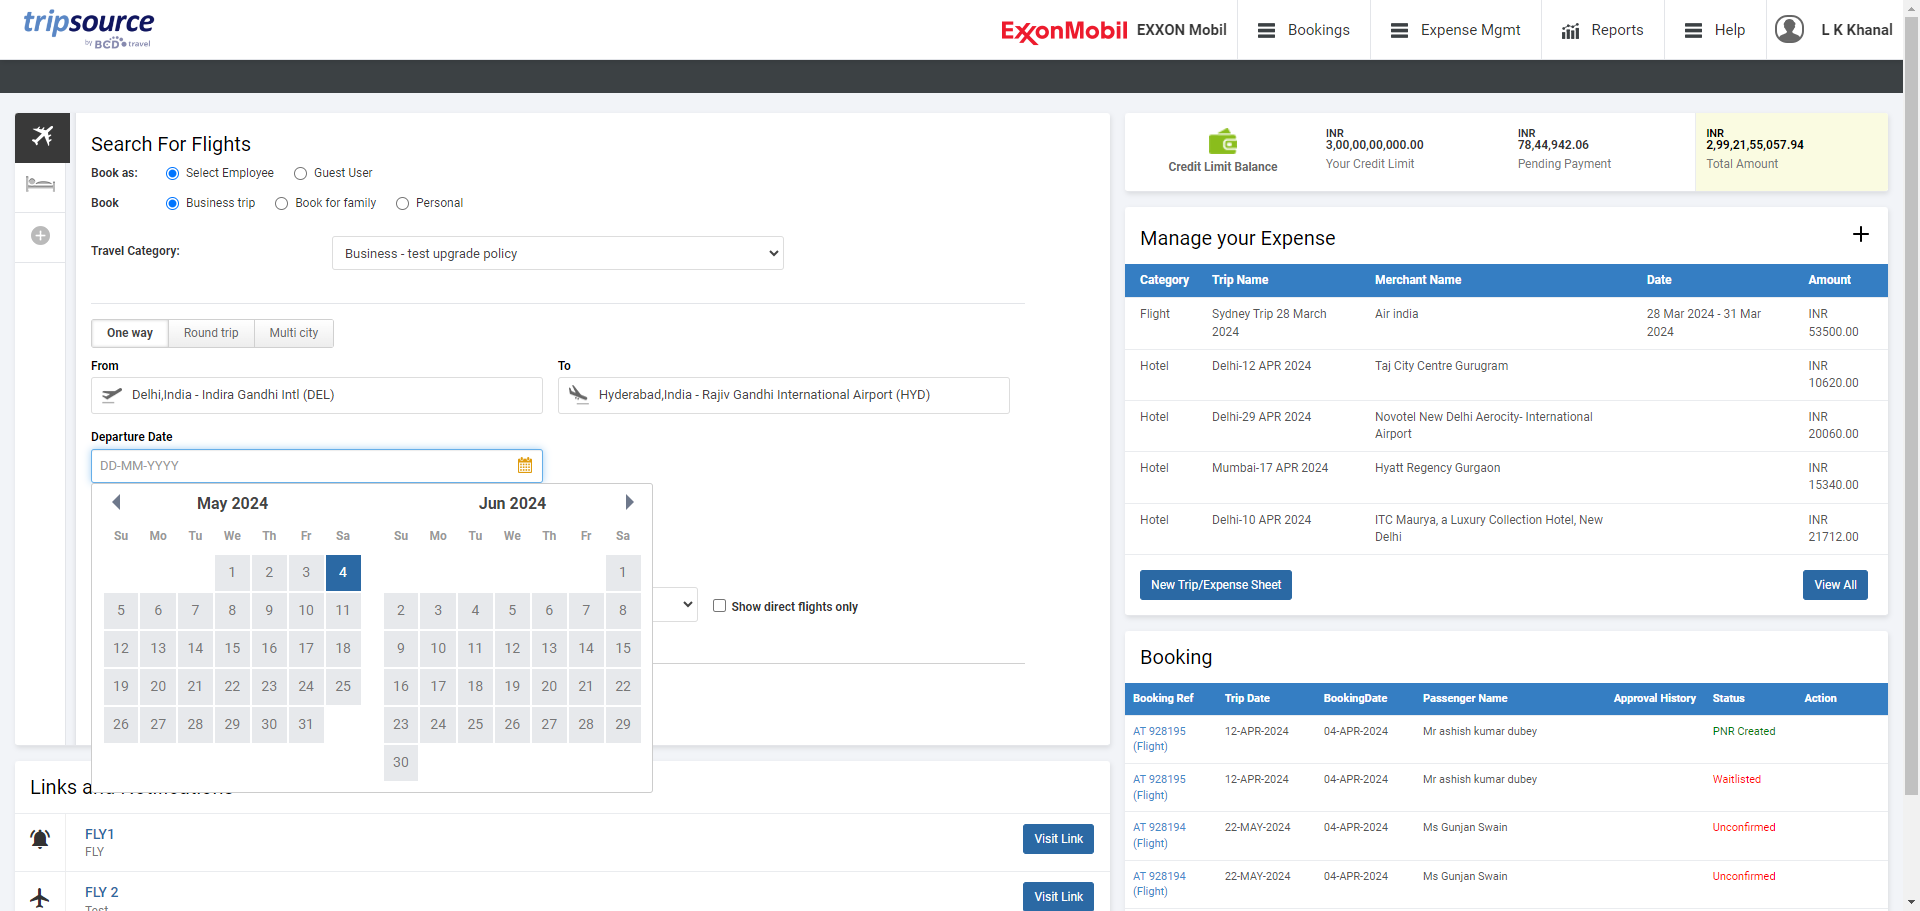 tripsource
by BCD travel
ExxonMobil EXXON Mobil
Bookings
Expense Mgmt
Reports
Help
L K Khanal
Search For Flights
Book as: Select Employee Guest User
Book Business trip Book for family Personal
Travel Category: Business - test upgrade policy
One way Round trip Multi city
From To
Delhi,India - Indira Gandhi Intl (DEL) Hyderabad,India - Rajiv Gandhi International Airport (HYD)
Departure Date
DD-MM-YYYY
May 2024
Su Mo Tu We Th Fr Sa
1 2 3 4
5 6 7 8 9 10 11
12 13 14 15 16 17 18
19 20 21 22 23 24 25
26 27 28 29 30 31
Jun 2024
Su Mo Tu We Th Fr Sa
1
2 3 4 5 6 7 8
9 10 11 12 13 14 15
16 17 18 19 20 21 22
23 24 25 26 27 28 29
30
Show direct flights only
Links and Notifications
FLY1
FLY
Visit Link
FLY 2
Test
Visit Link
Credit Limit Balance
INR
3,00,00,00,000.00
Your Credit Limit
INR
78,44,942.06
Pending Payment
INR
2,99,21,55,057.94
Total Amount
Manage your Expense
Category Trip Name Merchant Name Date Amount
Flight Sydney Trip 28 March Air india 28 Mar 2024 - 31 Mar INR
2024 2024 53500.00
Hotel Delhi-12 APR 2024 Taj City Centre Gurugram INR
10620.00
Hotel Delhi-29 APR 2024 Novotel New Delhi Aerocity- International INR
Airport 20060.00
Hotel Mumbai-17 APR 2024 Hyatt Regency Gurgaon INR
15340.00
Hotel Delhi-10 APR 2024 ITC Maurya, a Luxury Collection Hotel, New INR
Delhi 21712.00
New Trip/Expense Sheet View All
Booking
Booking Ref Trip Date BookingDate Passenger Name Approval History Status Action
AT 928195 12-APR-2024 04-APR-2024 Mr ashish kumar dubey PNR Created
(Flight)
AT 928195 12-APR-2024 04-APR-2024 Mr ashish kumar dubey Waitlisted
(Flight)
AT 928194 22-MAY-2024 04-APR-2024 Ms Gunjan Swain Unconfirmed
(Flight)
AT 928194 22-MAY-2024 04-APR-2024 Ms Gunjan Swain Unconfirmed
(Flight)